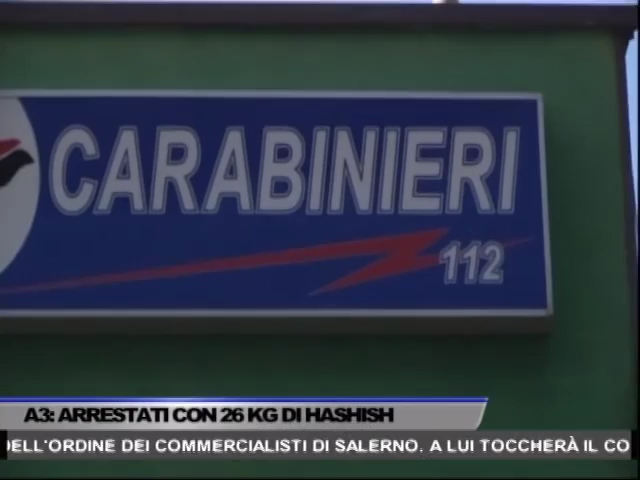 CARABINIERI
112
A3: ARRESTATI CON 26 KG DI HASHISH
DELL'ORDINE DEI COMMERCIALISTI DI SALERNO. A LUI TOCCHERÀ IL CO